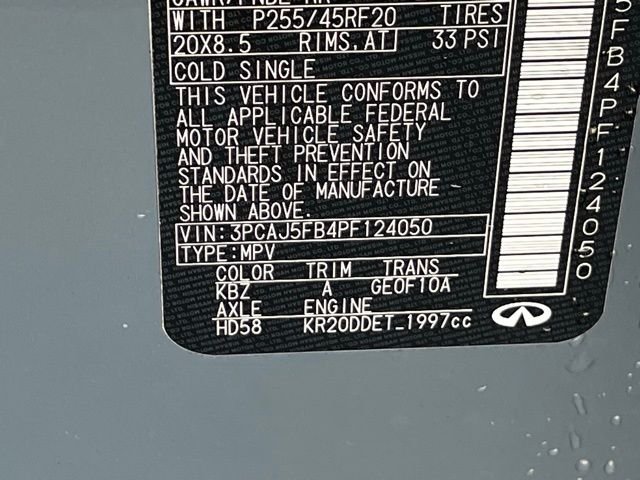 WITH P255/45RF20 TIRES
20X8.5 RIMS.AT 33 PSI
COLD SINGLE
THIS VEHICLE CONFORMS TO
ALL APPLICABLE FEDERAL
MOTOR VEHICLE SAFETY
AND THEFT PREVENTION
STANDARDS IN EFFECT ON
THE DATE OF MANUFACTURE
SHOWN ABOVE.
VIN:3PCAJ5FB4PF124050
TYPE:MPV
COLOR TRIM TRANS
KBZ A GE0F10A
AXLE ENGINE
HD58 KR20DDET_1997cc
5FB4PF124050